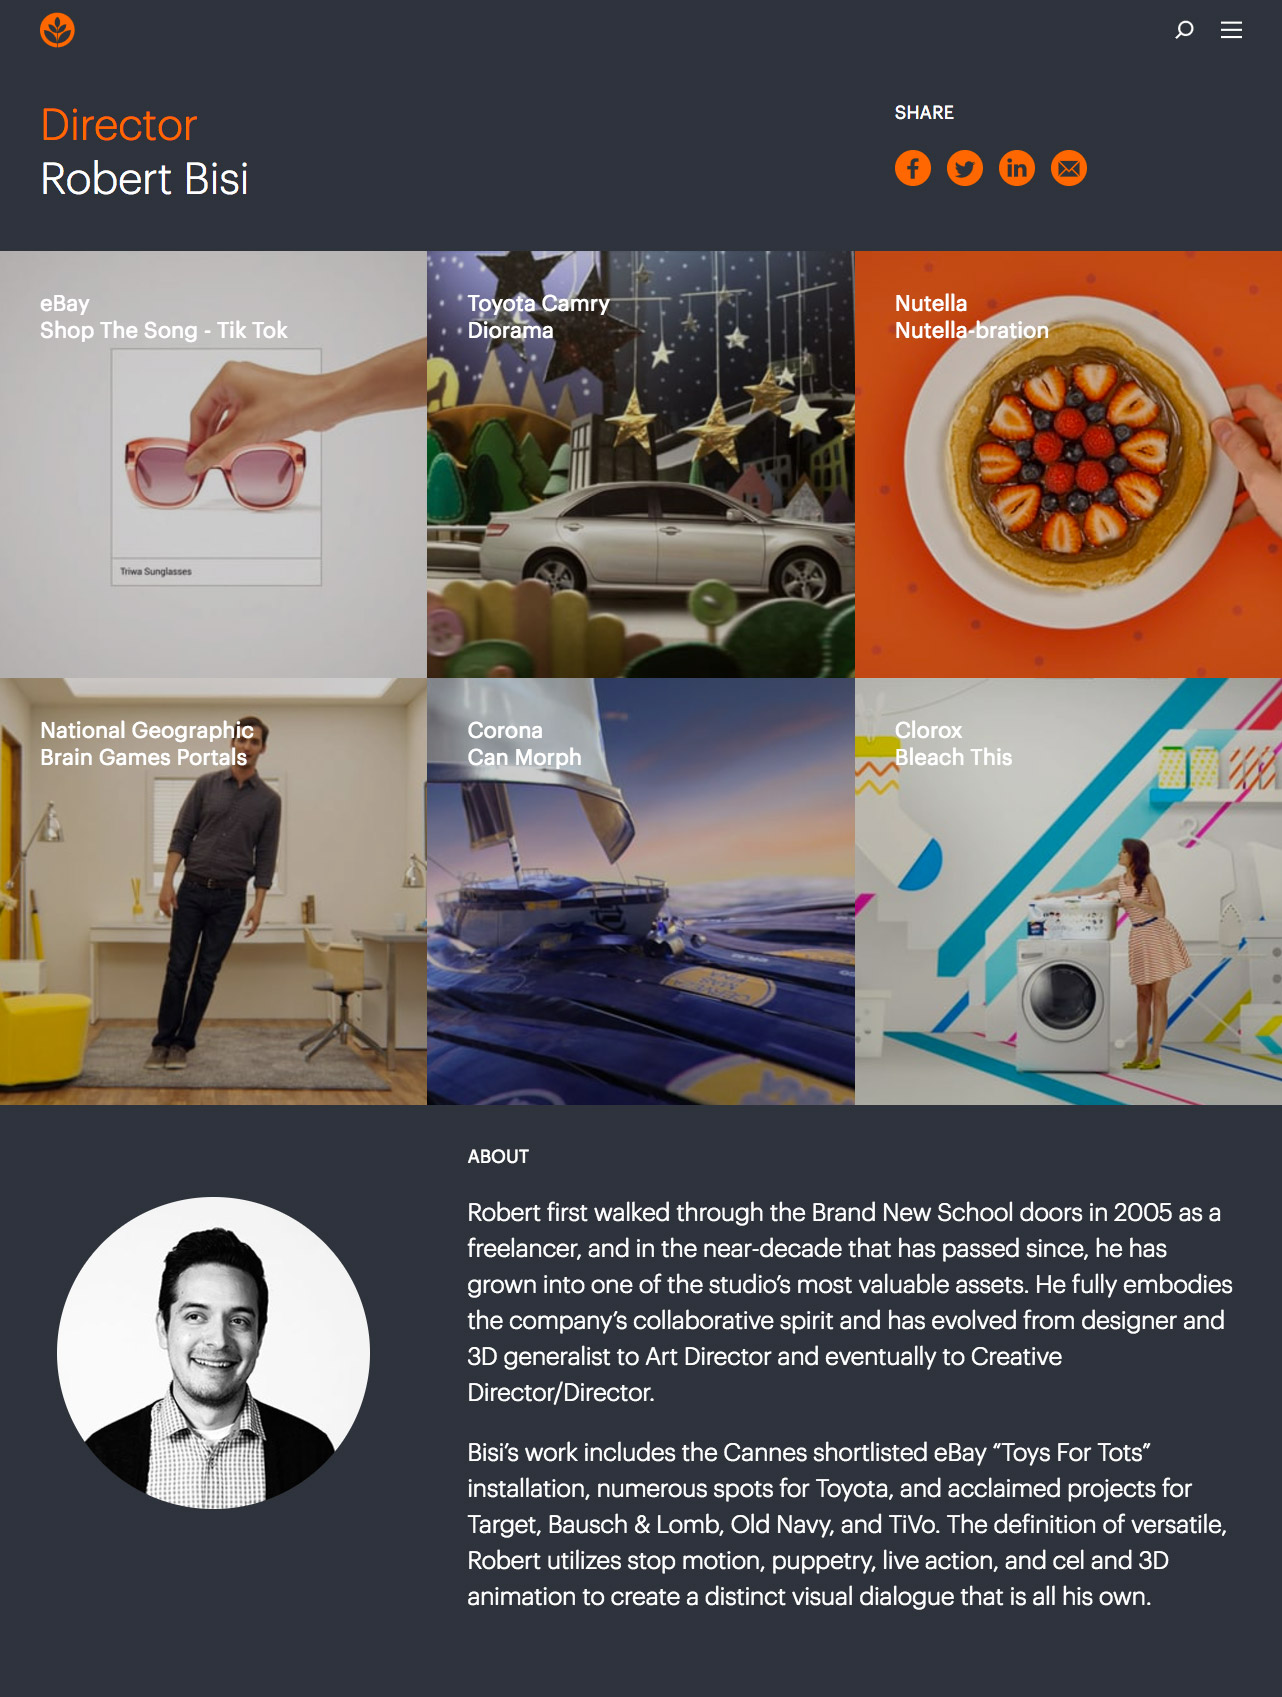 Director
Robert Bisi
SHARE
eBay
Shop The Song - Tik Tok
Triwa Sunglasses
Toyota Camry
Diorama
Nutella
Nutella-bration
National Geographic
Brain Games Portals
Corona
Can Morph
Clorox
Bleach This
ABOUT
Robert first walked through the Brand New School doors in 2005 as a
freelancer, and in the near-decade that has passed since, he has
grown into one of the studio’s most valuable assets. He fully embodies
the company’s collaborative spirit and has evolved from designer and
3D generalist to Art Director and eventually to Creative
Director/Director.
Bisi’s work includes the Cannes shortlisted eBay “Toys For Tots”
installation, numerous spots for Toyota, and acclaimed projects for
Target, Bausch & Lomb, Old Navy, and TiVo. The definition of versatile,
Robert utilizes stop motion, puppetry, live action, and cel and 3D
animation to create a distinct visual dialogue that is all his own.